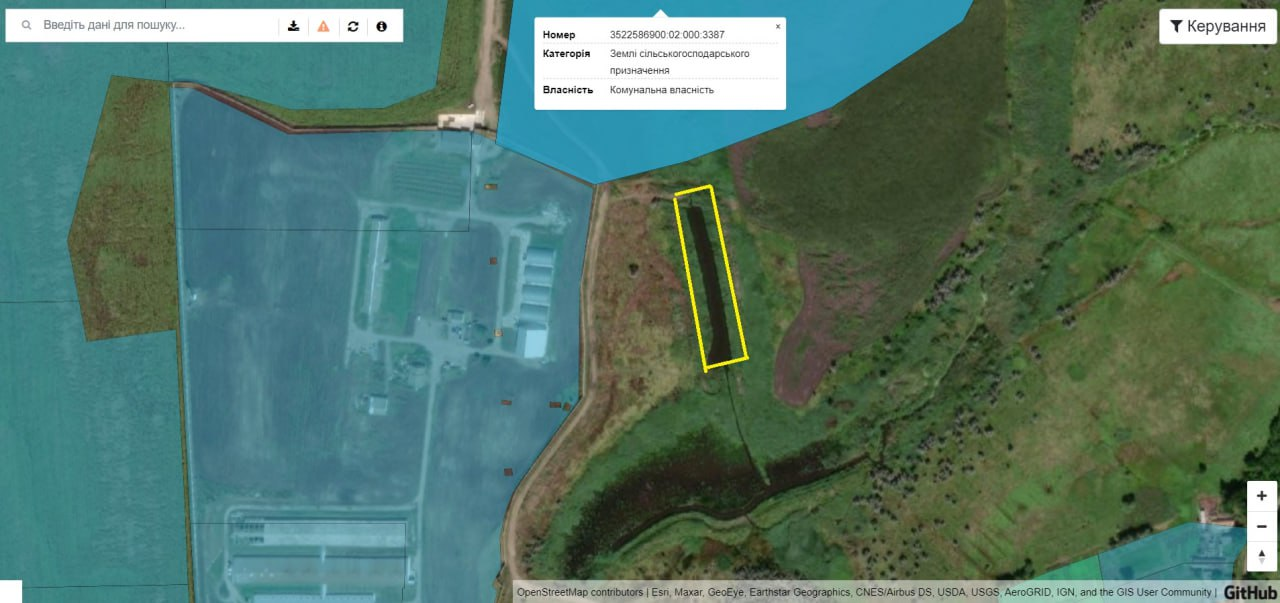 Введіть дані для пошуку...
×
Номер 3522586900:02:000:3387
Категорія Землі сільськогосподарського
призначення
Власність Комунальна власність
Керування
+
−
OpenStreetMap contributors | Esri, Maxar, GeoEye, Earthstar Geographics, CNES/Airbus DS, USDA, USGS, AeroGRID, IGN, and the GIS User Community | GitHub